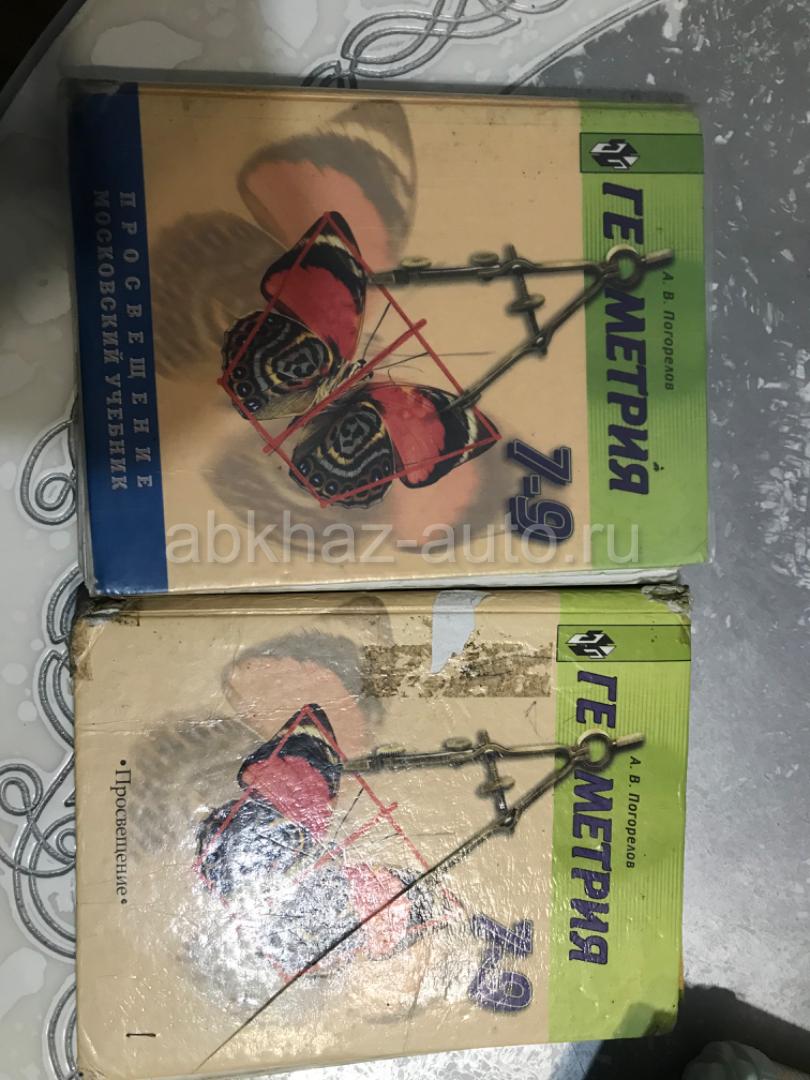 А. В. Погорелов
ГЕОМЕТРИЯ
7-9
ПРОСВЕЩЕНИЕ
МОСКОВСКИЙ УЧЕБНИК
abkhaz-auto.ru
А. В. Погорелов
ГЕОМЕТРИЯ
7-9
•Просвещение•